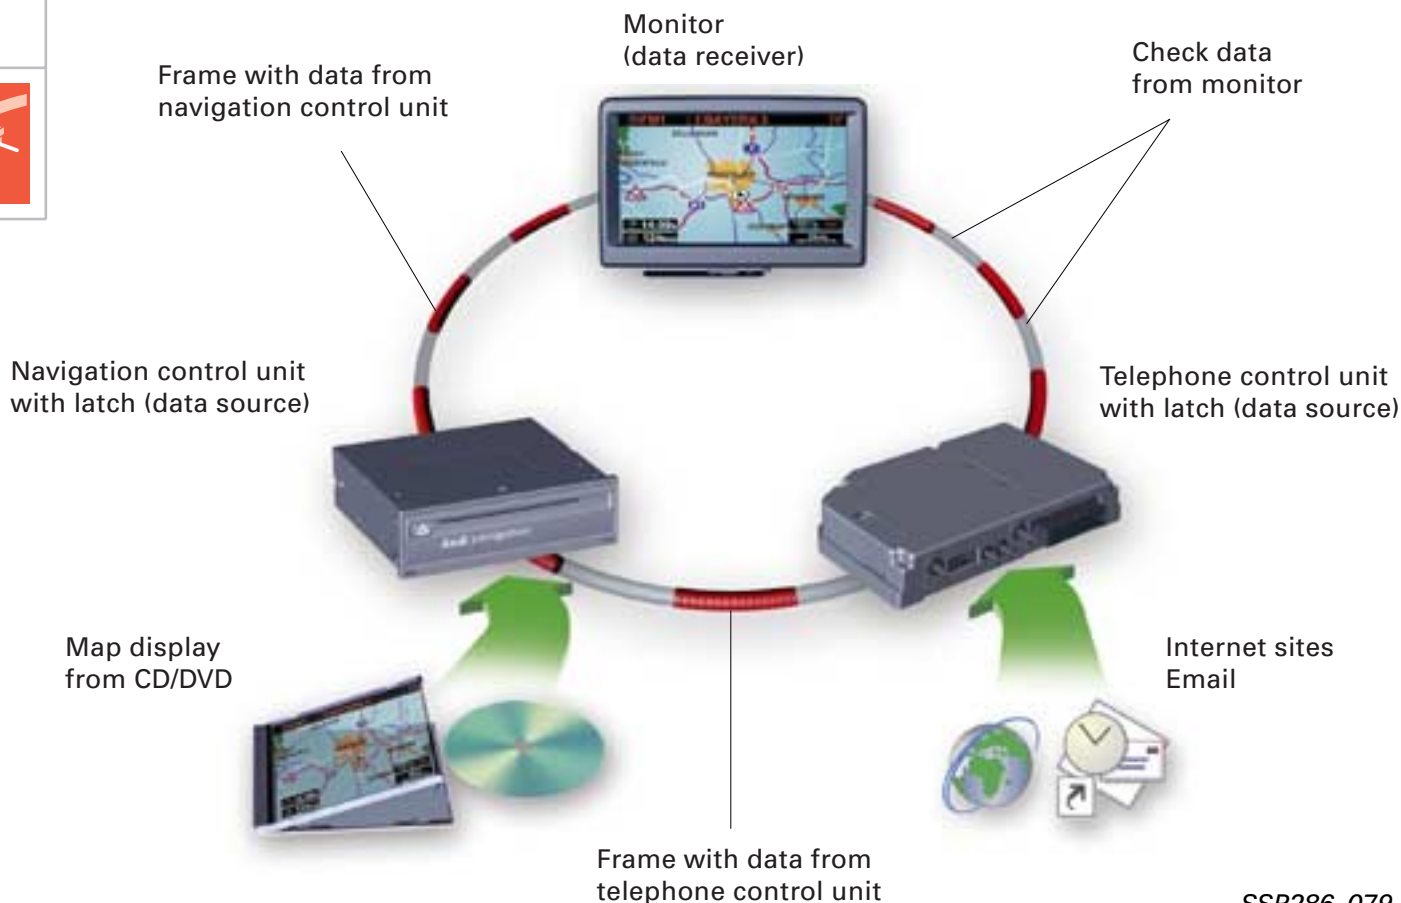 Monitor
(data receiver)
Check data
from monitor
Frame with data from
navigation control unit
Navigation control unit
with latch (data source)
Telephone control unit
with latch (data source)
Map display
from CD/DVD
Internet sites
Email
Frame with data from
telephone control unit